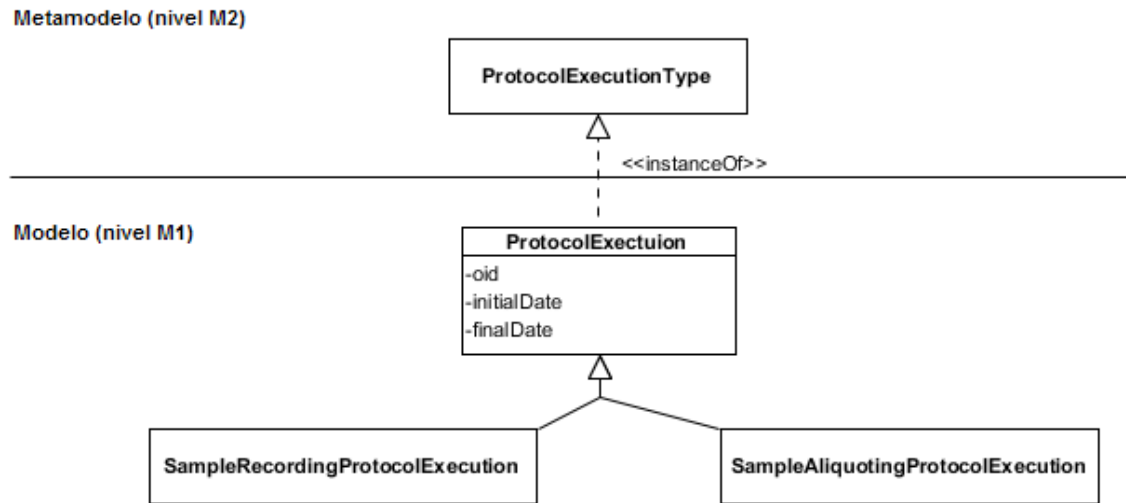 Metamodelo (nivel M2)
ProtocolExecutionType
<<instanceOf>>
Modelo (nivel M1)
ProtocolExectuion
-oid
-initialDate
-finalDate
SampleRecordingProtocolExecution
SampleAliquotingProtocolExecution